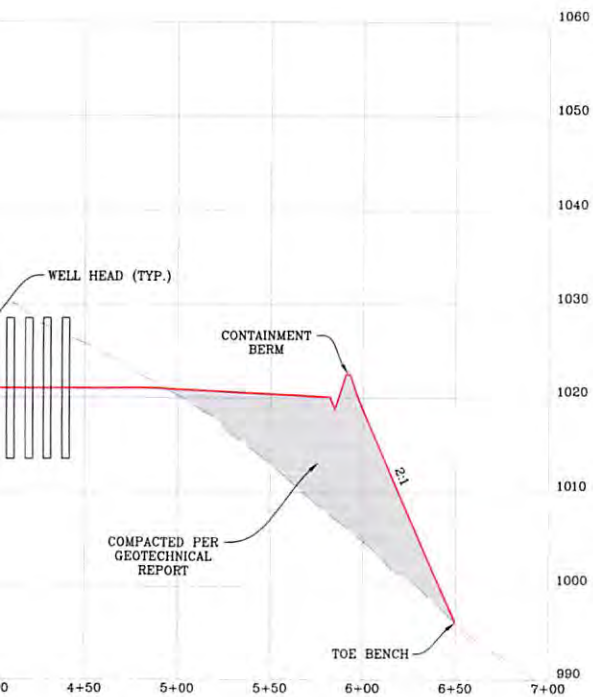 1060
1050
1040
WELL HEAD (TYP.)
1030
CONTAINMENT
BERM
1020
2:1
1010
COMPACTED PER
GEOTECHNICAL
REPORT
1000
TOE BENCH
990
4+50 5+00 5+50 6+00 6+50 7+00